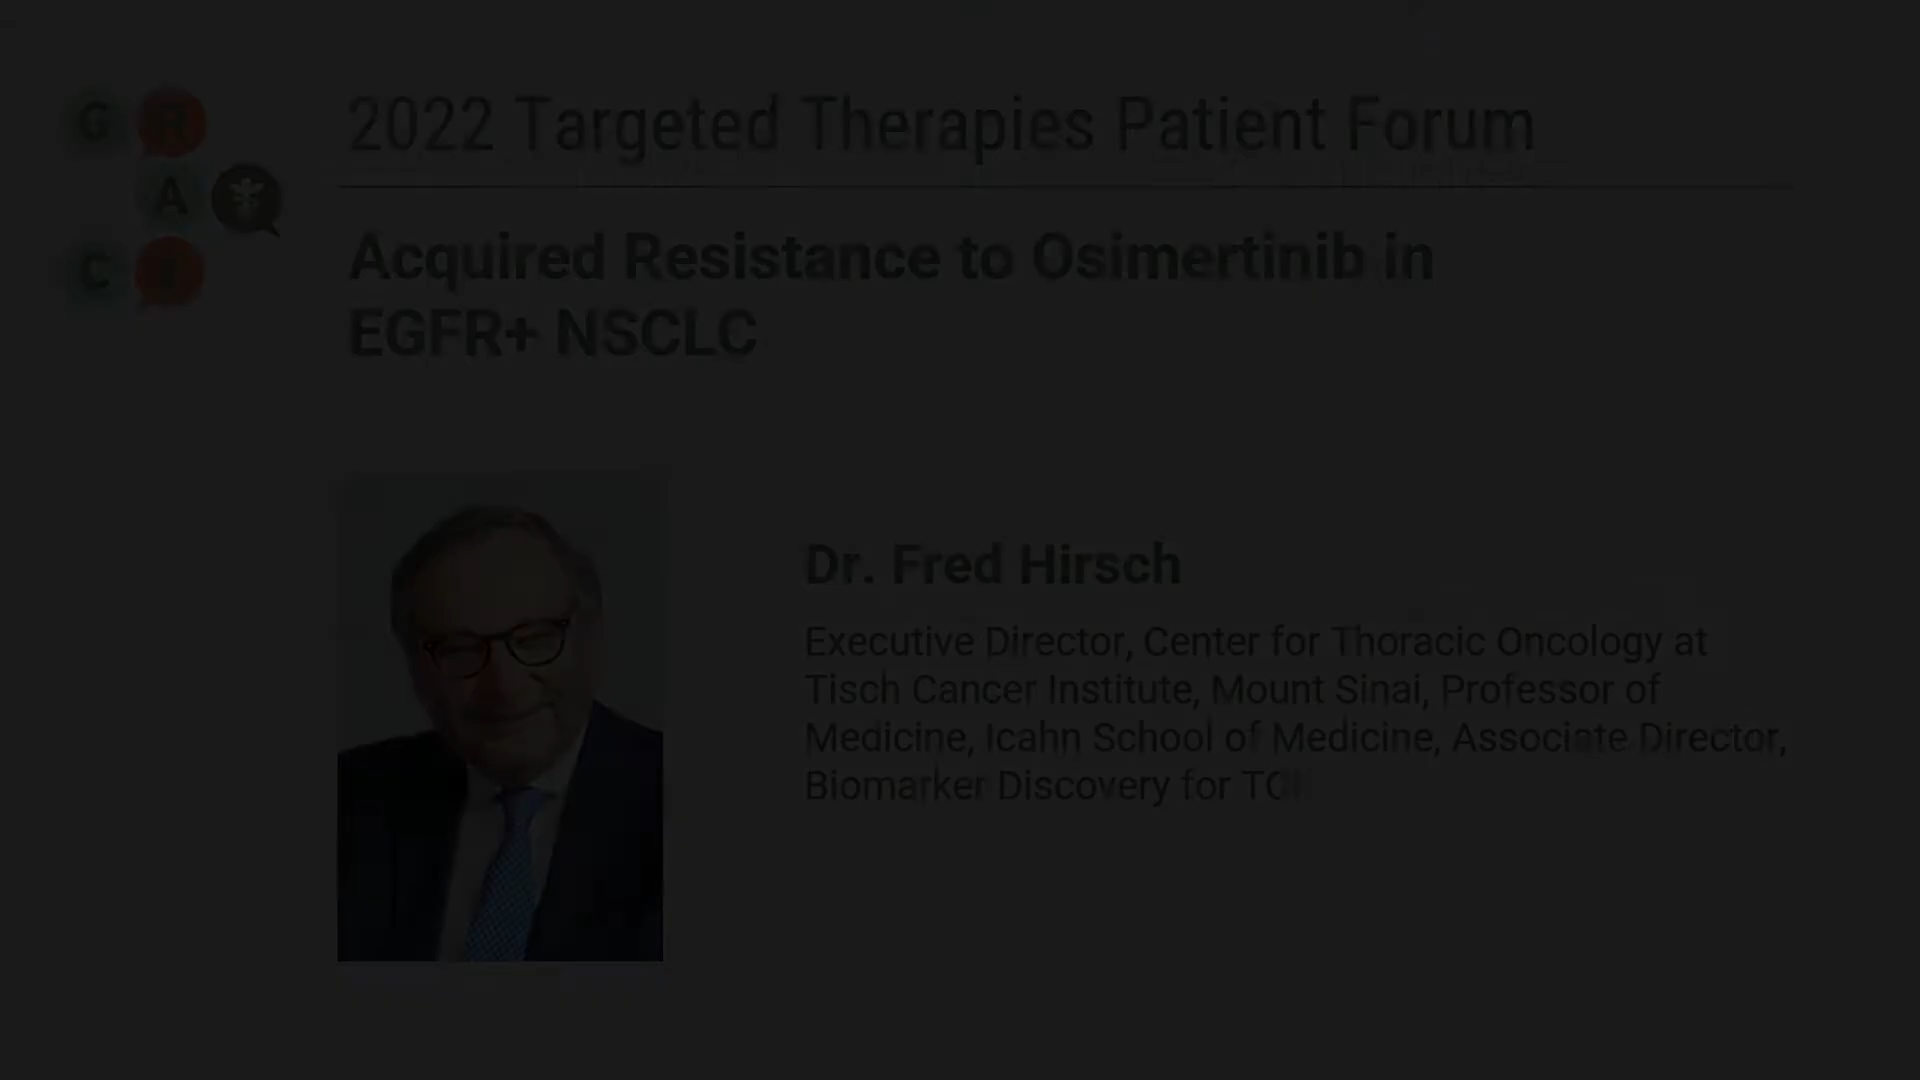 G R
A
C E
2022 Targeted Therapies Patient Forum
Acquired Resistance to Osimertinib in
EGFR+ NSCLC
Dr. Fred Hirsch
Executive Director, Center for Thoracic Oncology at
Tisch Cancer Institute, Mount Sinai, Professor of
Medicine, Icahn School of Medicine, Associate Director,
Biomarker Discovery for